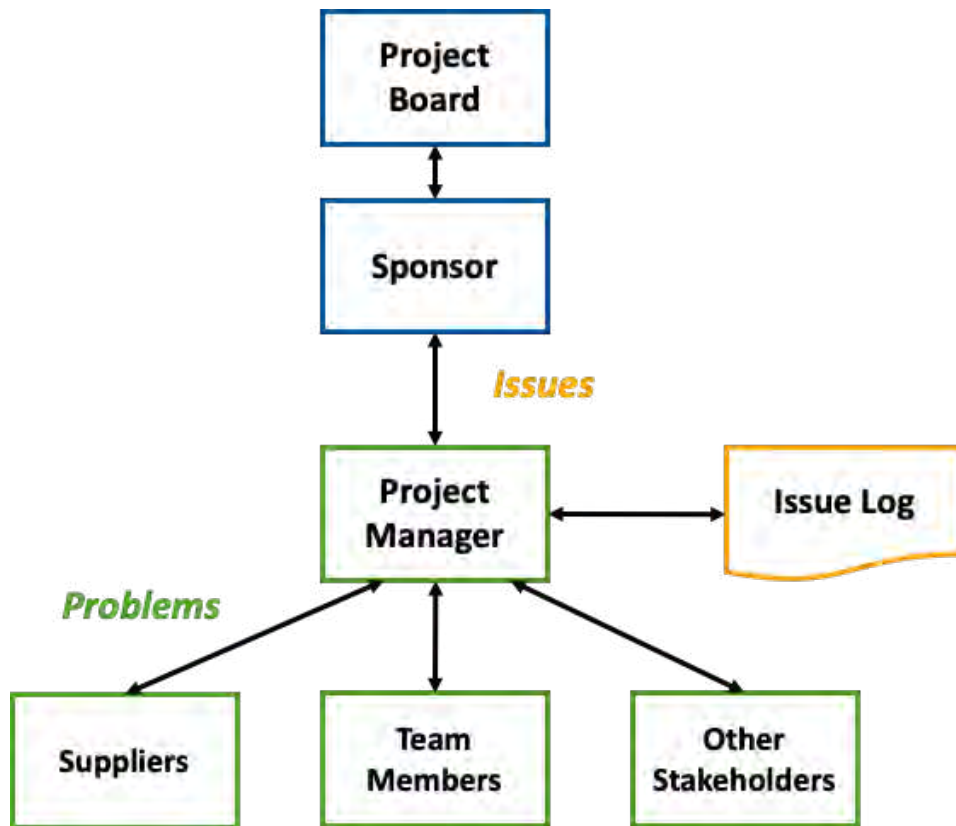 Project
Board
Sponsor
Issues
Project
Manager
Issue Log
Problems
Suppliers
Team
Members
Other
Stakeholders